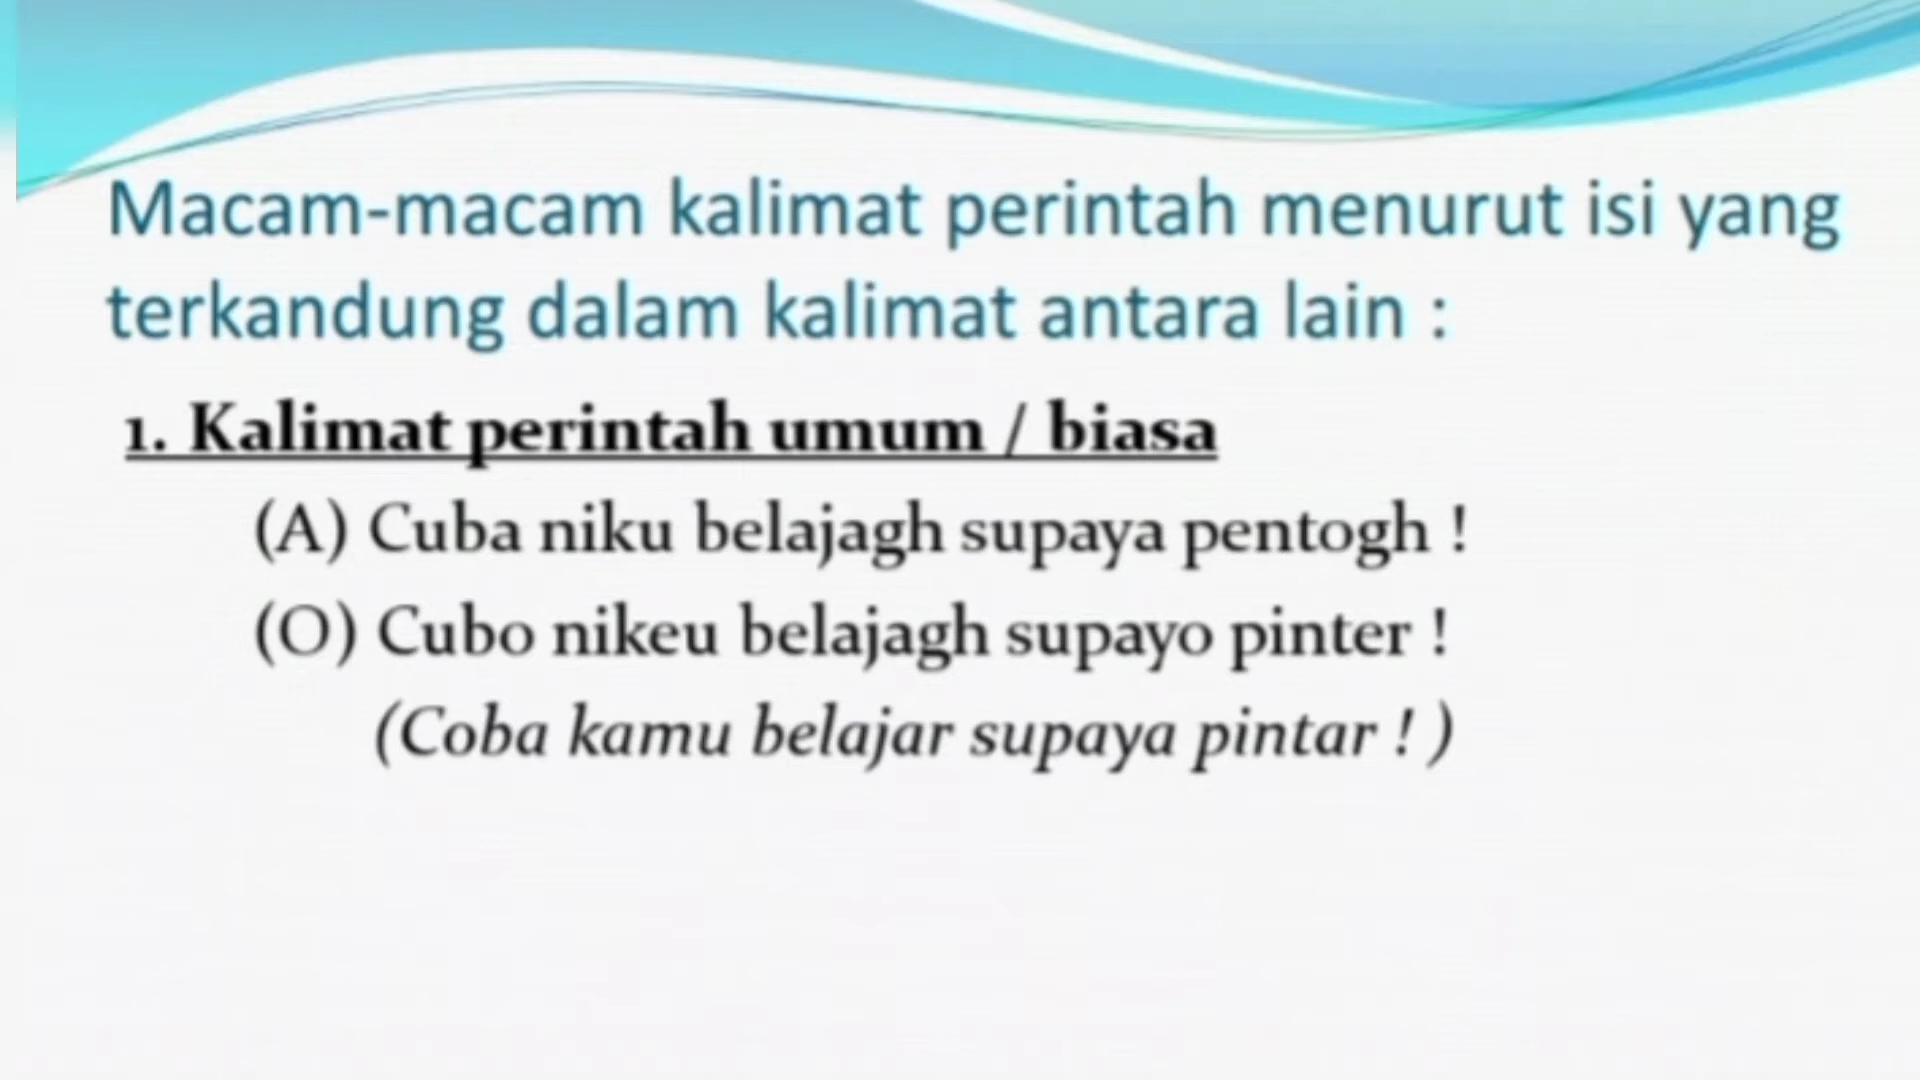 Macam-macam kalimat perintah menurut isi yang
terkandung dalam kalimat antara lain :
1. Kalimat perintah umum / biasa
(A) Cuba niku belajagh supaya pentogh !
(O) Cubo nikeu belajagh supayo pinter !
(Coba kamu belajar supaya pintar ! )